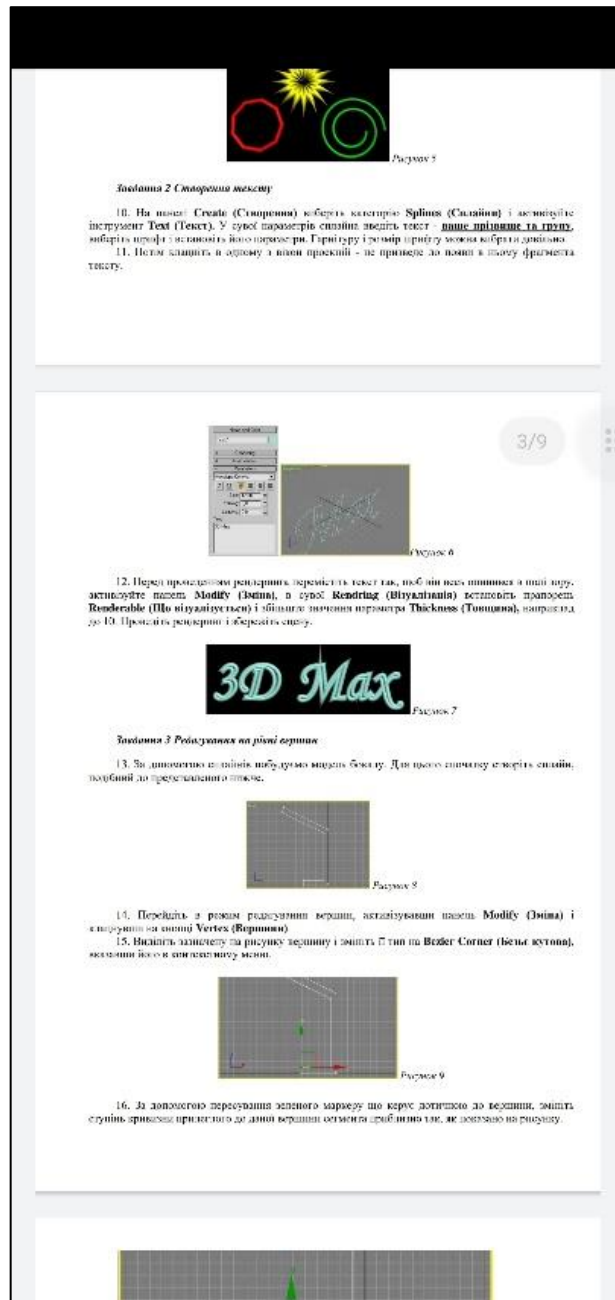 Рисунок 5
Завдання 2 Створення тексту
10. На панелі Create (Створення) виберіть категорію Splines (Сплайни) і активізуйте
інструмент Text (Текст). У сувої параметрів сплайна введіть текст - ваше прізвище та групу,
виберіть шрифт і встановіть його параметри. Гарнітуру і розмір шрифту можна вибрати довільно.
11. Потім клацніть в одному з вікон проекцій - це призведе до появи в ньому фрагмента
тексту.
3/9
Рисунок 6
12. Перед проведенням рендерингу перемістіть текст так, щоб він весь опинився в полі зору,
активізуйте панель Modify (Зміна), в сувої Rendring (Візуалізація) встановіть прапорець
Renderable (Що візуалізується) і збільште значення параметра Thickness (Товщина), наприклад
до 10. Проведіть рендеринг і збережіть сцену.
3D Max
Рисунок 7
Завдання 3 Редагування на рівні вершин
13. За допомогою сплайнів побудуємо модель бокалу. Для цього спочатку створіть сплайн,
подібний до представленого нижче.
Рисунок 8
14. Перейдіть в режим редагування вершин, активізувавши панель Modify (Зміна) і
клацнувши на кнопці Vertex (Вершини)
15. Виділіть зазначену на рисунку вершину і змініть її тип на Bezier Corner (Безьє кутова),
вказавши його в контекстному меню.
Рисунок 9
16. За допомогою пересування зеленого маркеру що керує дотичною до вершини, змініть
ступінь кривизни прилеглого до даної вершини сегмента приблизно так, як показано на рисунку.